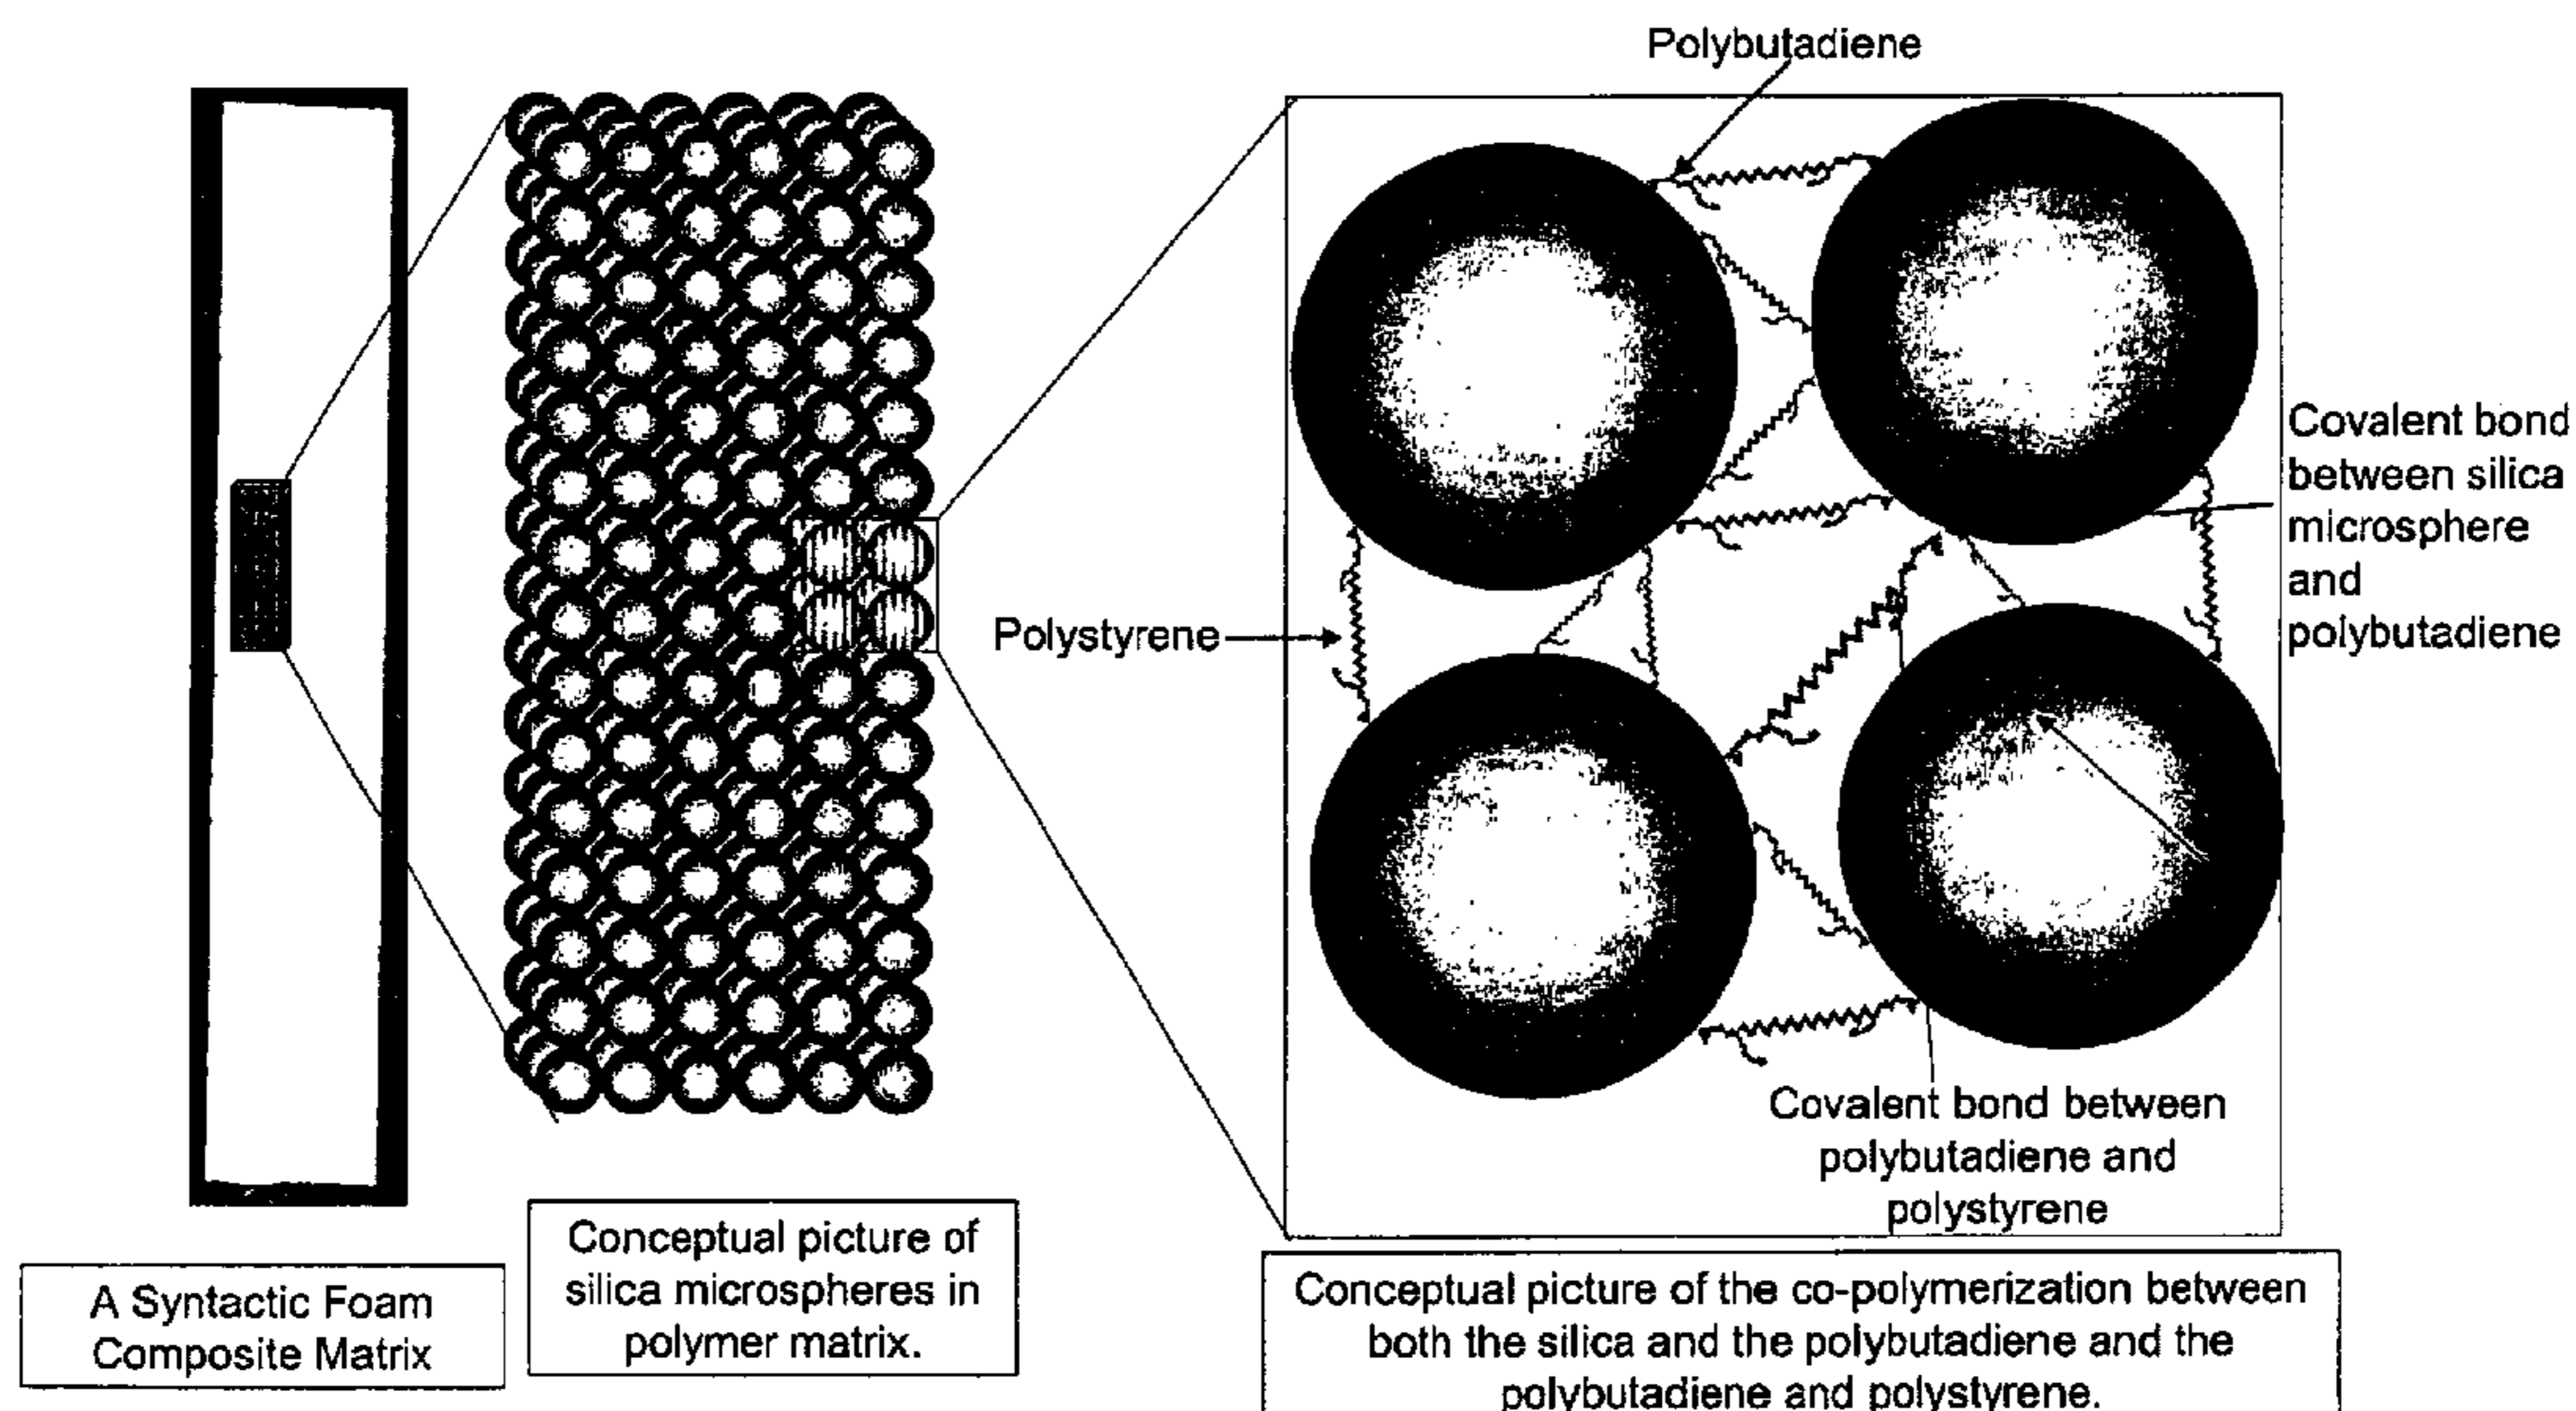 Polybutadiene
Covalent bond
between silica
microsphere
and
polybutadiene
Polystyrene
Covalent bond between
polybutadiene and
polystyrene
A Syntactic Foam
Composite Matrix
Conceptual picture of
silica microspheres in
polymer matrix.
Conceptual picture of the co-polymerization between
both the silica and the polybutadiene and the
polybutadiene and polystyrene.